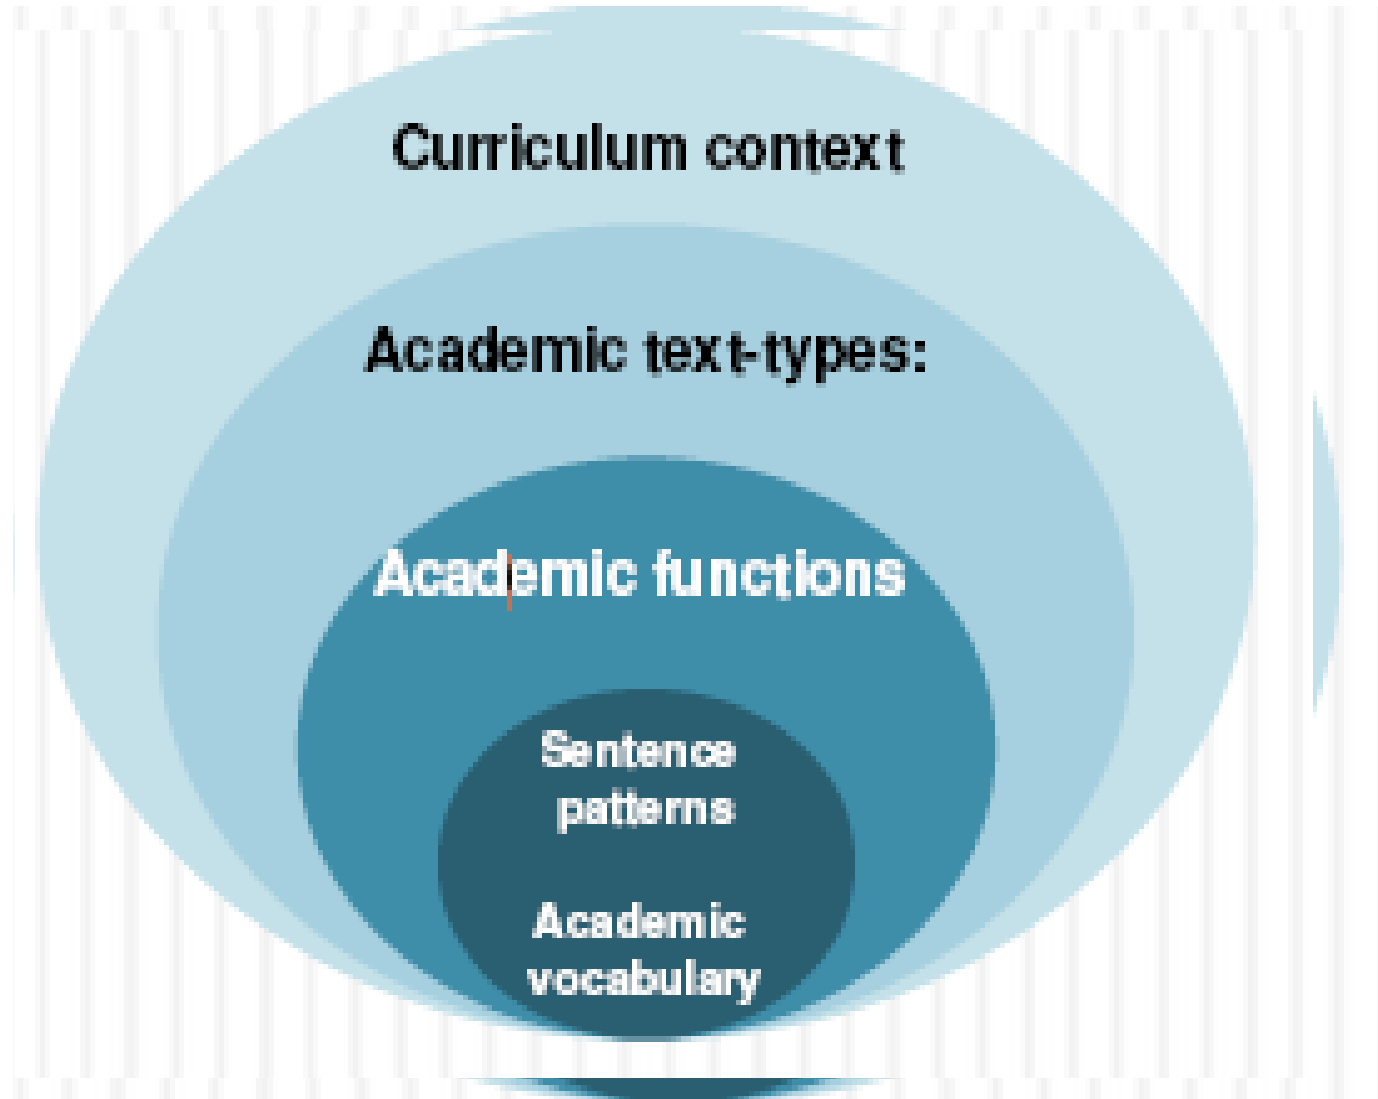 Curriculum context
Academic text-types:
Academic functions
Sentence
patterns
Academic
vocabulary